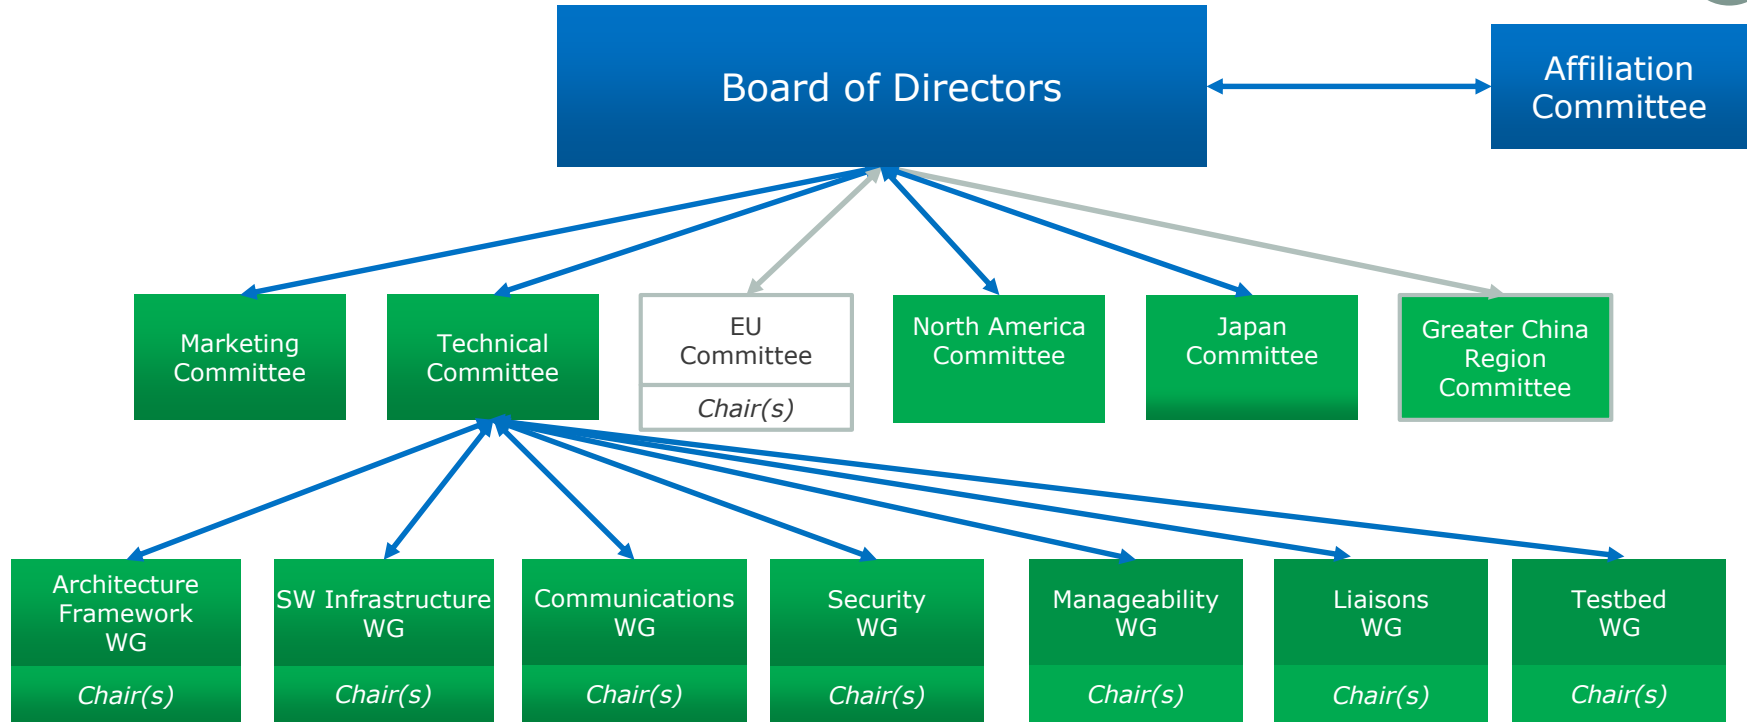 Board of Directors
Affiliation
Committee
Marketing
Committee
Technical
Committee
EU
Committee
Chair(s)
North America
Committee
Japan
Committee
Greater China
Region
Committee
Architecture
Framework
WG
Chair(s)
SW Infrastructure
WG
Chair(s)
Communications
WG
Chair(s)
Security
WG
Chair(s)
Manageability
WG
Chair(s)
Liaisons
WG
Chair(s)
Testbed
WG
Chair(s)